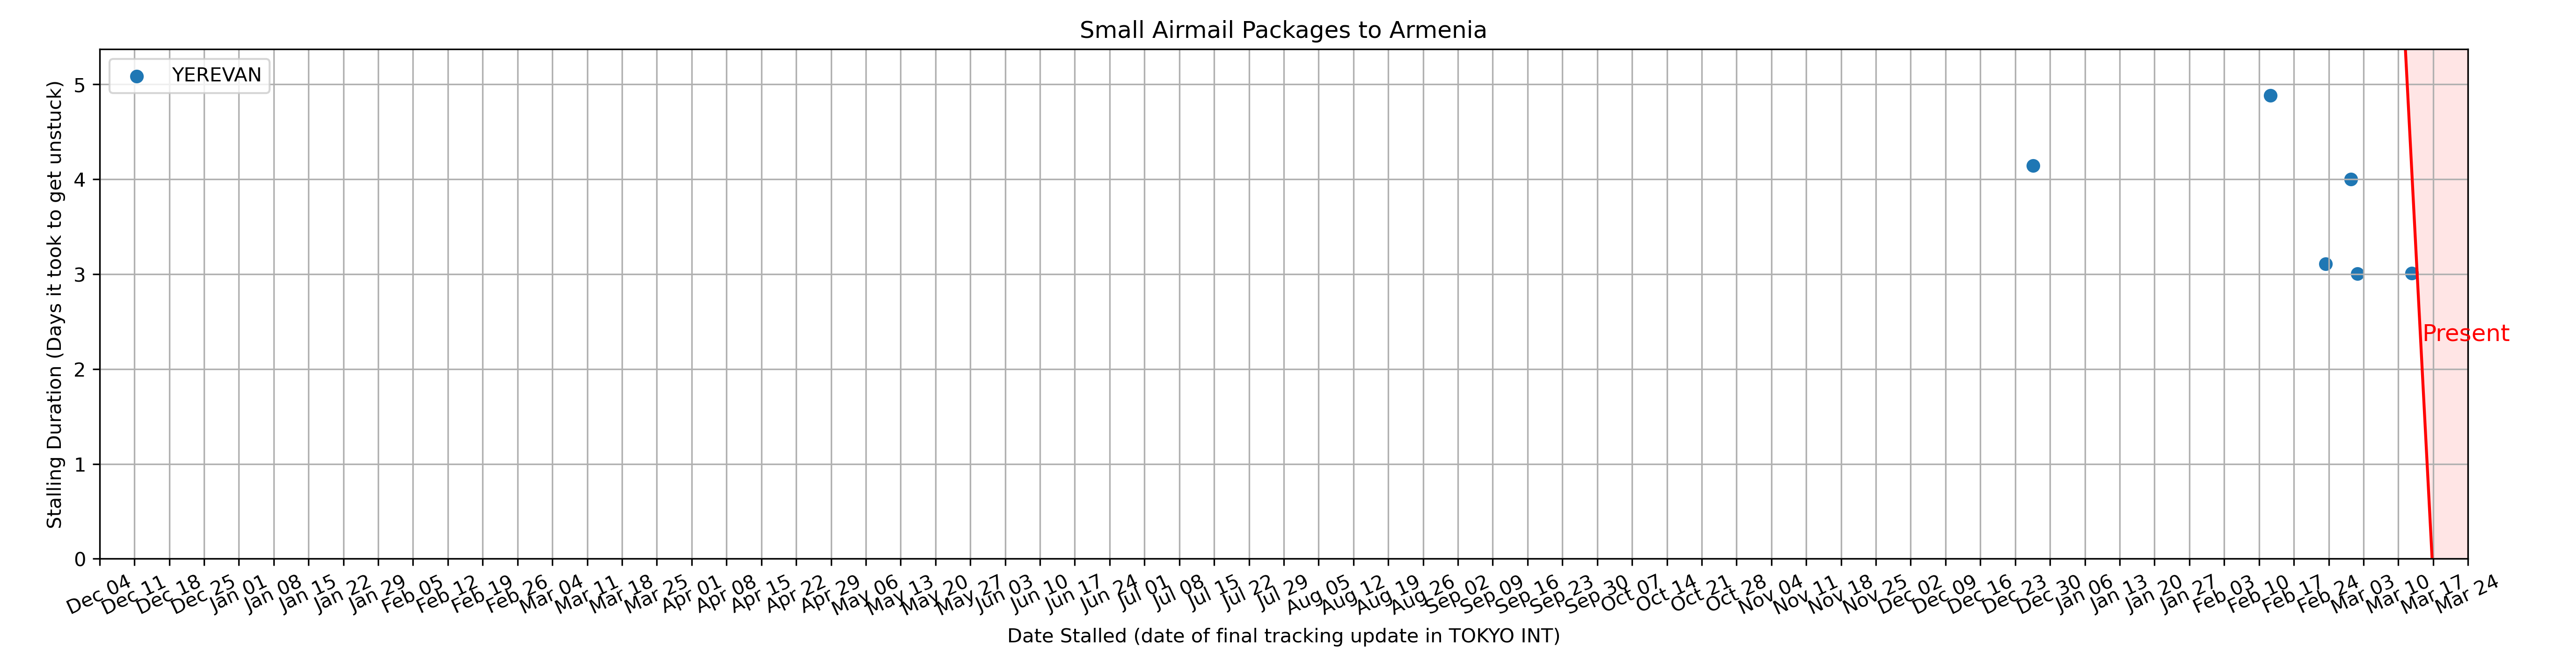 Small Airmail Packages to Armenia
YEREVAN
Stalling Duration (Days it took to get unstuck)
5
4
3
2
1
0
Present
Dec 04
Dec 11
Dec 18
Dec 25
Jan 01
Jan 08
Jan 15
Jan 22
Jan 29
Feb 05
Feb 12
Feb 19
Feb 26
Mar 04
Mar 11
Mar 18
Mar 25
Apr 01
Apr 08
Apr 15
Apr 22
Apr 29
May 06
May 13
May 20
May 27
Jun 03
Jun 10
Jun 17
Jun 24
Jul 01
Jul 08
Jul 15
Jul 22
Jul 29
Aug 05
Aug 12
Aug 19
Aug 26
Sep 02
Sep 09
Sep 16
Sep 23
Sep 30
Oct 07
Oct 14
Oct 21
Oct 28
Nov 04
Nov 11
Nov 18
Nov 25
Dec 02
Dec 09
Dec 16
Dec 23
Dec 30
Jan 06
Jan 13
Jan 20
Jan 27
Feb 03
Feb 10
Feb 17
Feb 24
Mar 03
Mar 10
Mar 17
Mar 24
Date Stalled (date of final tracking update in TOKYO INT)